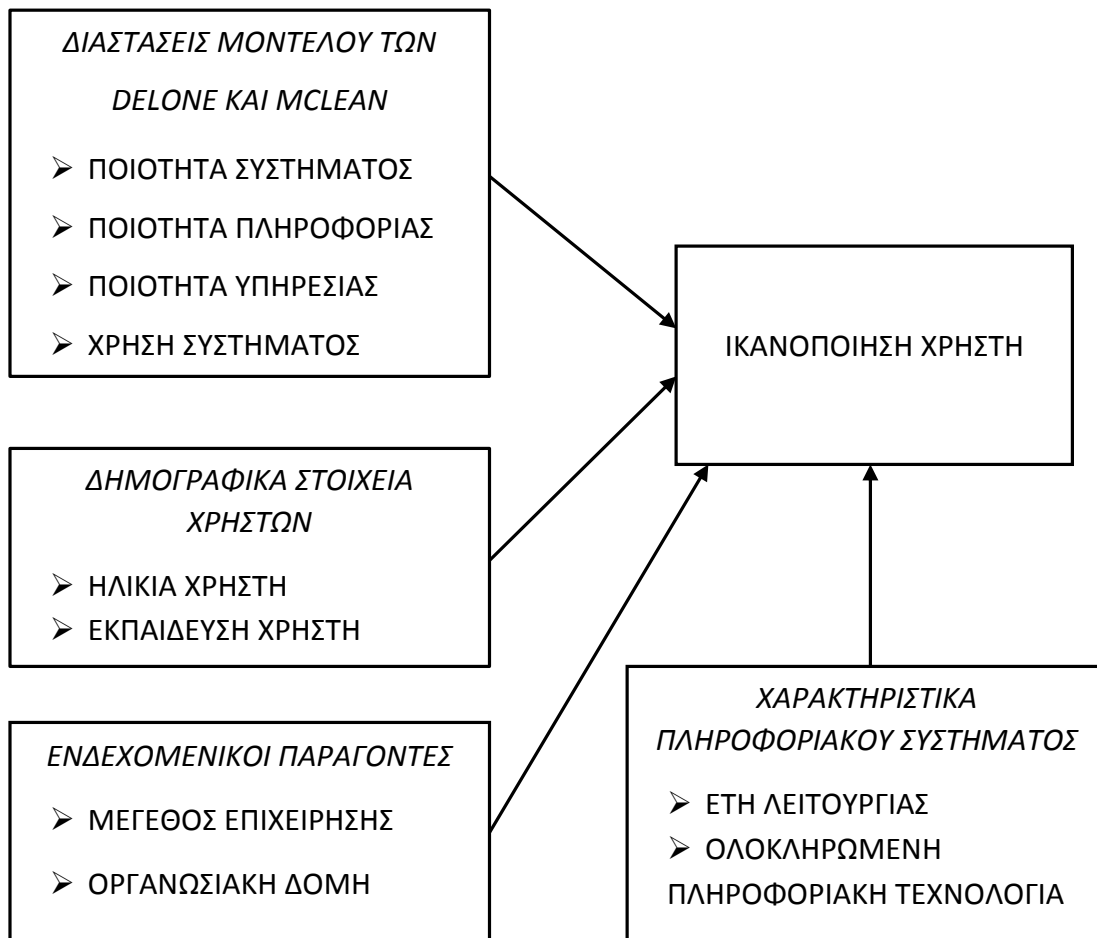 ΔΙΑΣΤΑΣΕΙΣ ΜΟΝΤΕΛΟΥ ΤΩΝ
DELONE ΚΑΙ MCLEAN
➢ ΠΟΙΟΤΗΤΑ ΣΥΣΤΗΜΑΤΟΣ
➢ ΠΟΙΟΤΗΤΑ ΠΛΗΡΟΦΟΡΙΑΣ
➢ ΠΟΙΟΤΗΤΑ ΥΠΗΡΕΣΙΑΣ
➢ ΧΡΗΣΗ ΣΥΣΤΗΜΑΤΟΣ
ΙΚΑΝΟΠΟΙΗΣΗ ΧΡΗΣΤΗ
ΔΗΜΟΓΡΑΦΙΚΑ ΣΤΟΙΧΕΙΑ
ΧΡΗΣΤΩΝ
➢ ΗΛΙΚΙΑ ΧΡΗΣΤΗ
➢ ΕΚΠΑΙΔΕΥΣΗ ΧΡΗΣΤΗ
ΕΝΔΕΧΟΜΕΝΙΚΟΙ ΠΑΡΑΓΟΝΤΕΣ
➢ ΜΕΓΕΘΟΣ ΕΠΙΧΕΙΡΗΣΗΣ
➢ ΟΡΓΑΝΩΣΙΑΚΗ ΔΟΜΗ
ΧΑΡΑΚΤΗΡΙΣΤΙΚΑ
ΠΛΗΡΟΦΟΡΙΑΚΟΥ ΣΥΣΤΗΜΑΤΟΣ
➢ ΕΤΗ ΛΕΙΤΟΥΡΓΙΑΣ
➢ ΟΛΟΚΛΗΡΩΜΕΝΗ
ΠΛΗΡΟΦΟΡΙΑΚΗ ΤΕΧΝΟΛΟΓΙΑ